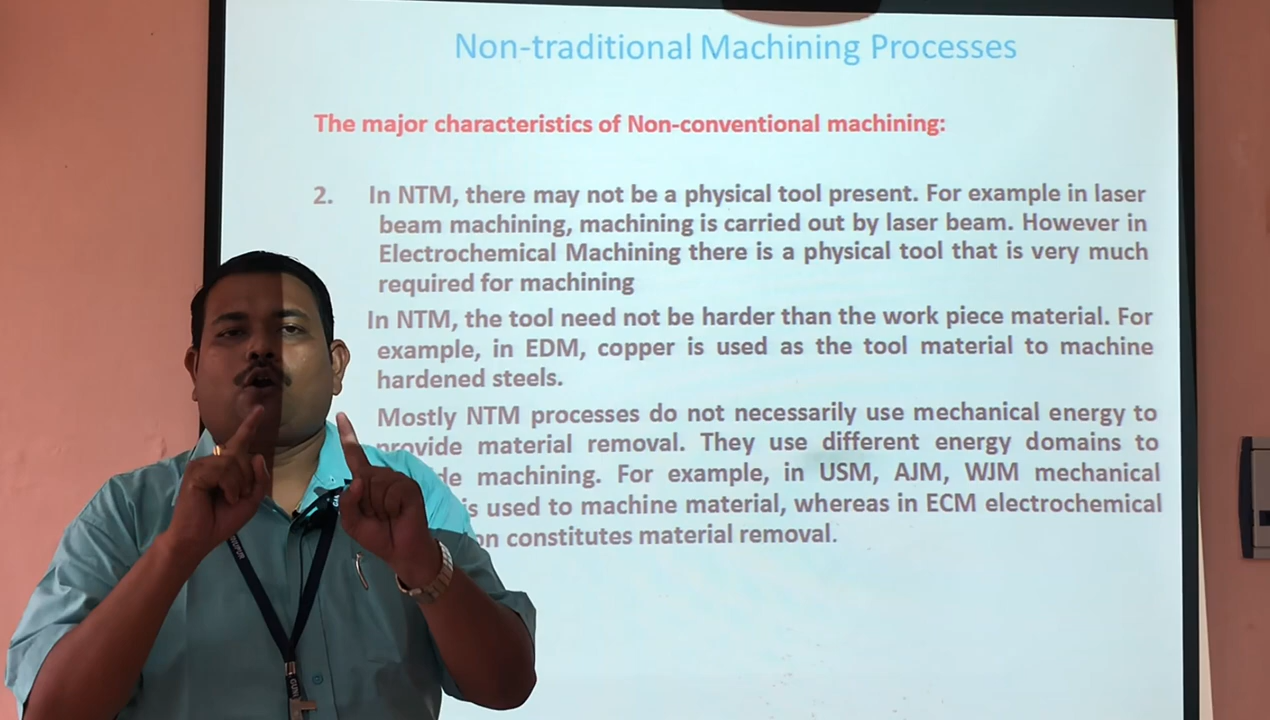 Non-traditional Machining Processes
The major characteristics of Non-conventional machining:
2. In NTM, there may not be a physical tool present. For example in laser
beam machining, machining is carried out by laser beam. However in
Electrochemical Machining there is a physical tool that is very much
required for machining
In NTM, the tool need not be harder than the work piece material. For
example, in EDM, copper is used as the tool material to machine
hardened steels.
Mostly NTM processes do not necessarily use mechanical energy to
provide material removal. They use different energy domains to
machining. For example, in USM, AJM, WJM mechanical
is used to machine material, whereas in ECM electrochemical
constitutes material removal.